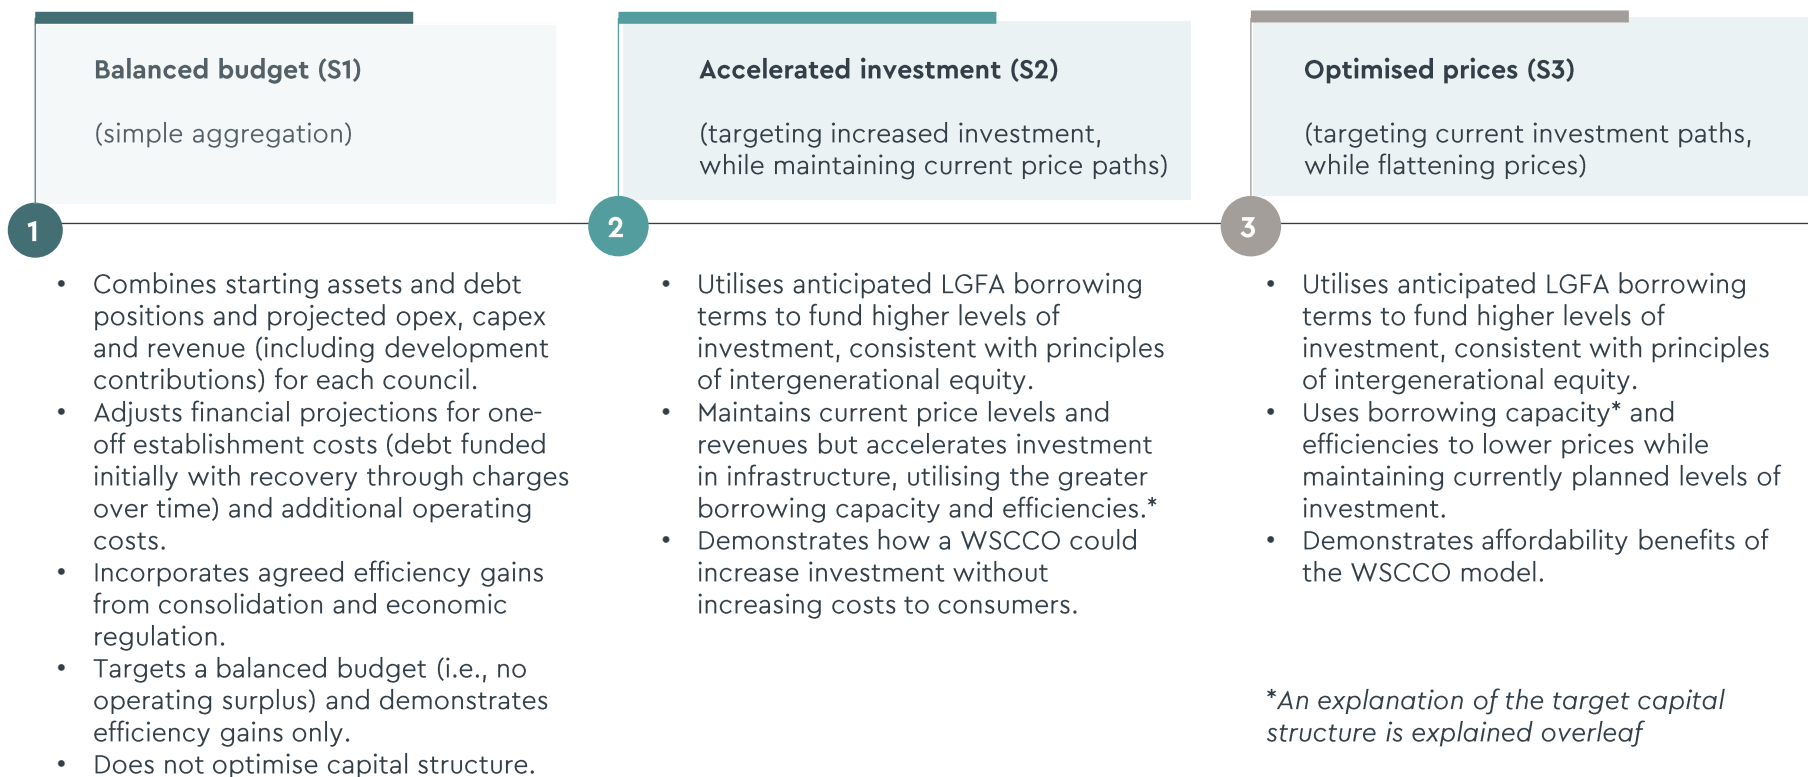 Balanced budget (S1)
(simple aggregation)
1
• Combines starting assets and debt
positions and projected opex, capex
and revenue (including development
contributions) for each council.
• Adjusts financial projections for one-
off establishment costs (debt funded
initially with recovery through charges
over time) and additional operating
costs.
• Incorporates agreed efficiency gains
from consolidation and economic
regulation.
• Targets a balanced budget (i.e., no
operating surplus) and demonstrates
efficiency gains only.
• Does not optimise capital structure.
Accelerated investment (S2)
(targeting increased investment,
while maintaining current price paths)
2
• Utilises anticipated LGFA borrowing
terms to fund higher levels of
investment, consistent with principles
of intergenerational equity.
• Maintains current price levels and
revenues but accelerates investment
in infrastructure, utilising the greater
borrowing capacity and efficiencies.*
• Demonstrates how a WSCCO could
increase investment without
increasing costs to consumers.
Optimised prices (S3)
(targeting current investment paths,
while flattening prices)
3
• Utilises anticipated LGFA borrowing
terms to fund higher levels of
investment, consistent with principles
of intergenerational equity.
• Uses borrowing capacity* and
efficiencies to lower prices while
maintaining currently planned levels of
investment.
• Demonstrates affordability benefits of
the WSCCO model.
*An explanation of the target capital
structure is explained overleaf